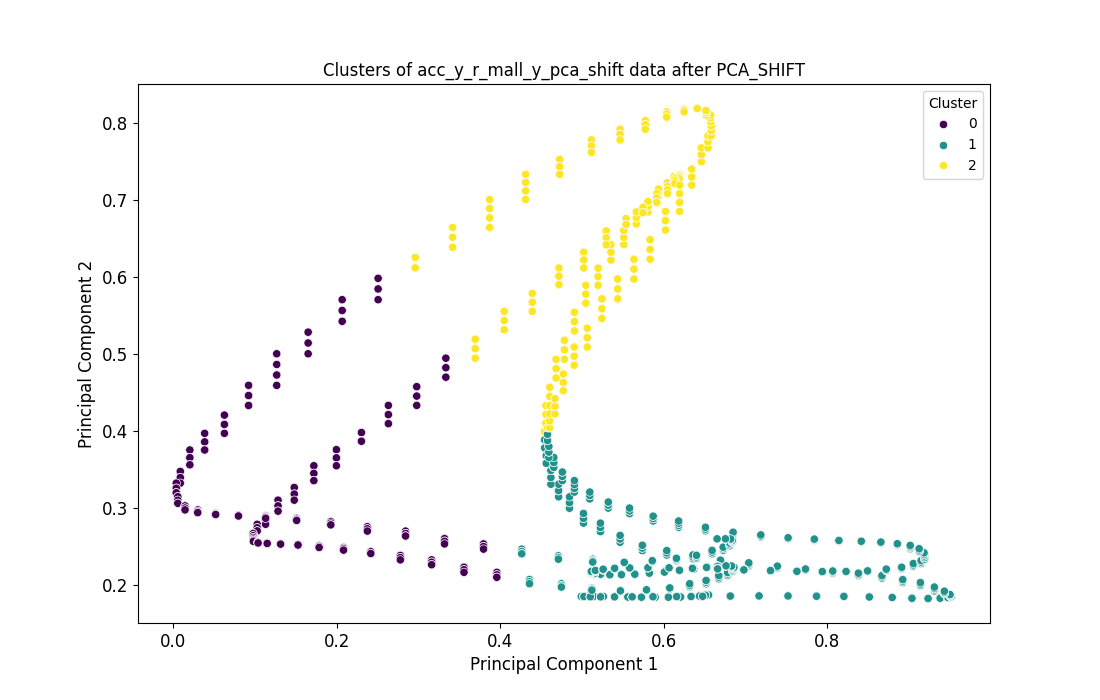 Clusters of acc_y_r_mall_y_pca_shift data after PCA_SHIFT
Cluster
0
1
2
Principal Component 2
0.8
0.7
0.6
0.5
0.4
0.3
0.2
0.0 0.2 0.4 0.6 0.8
Principal Component 1